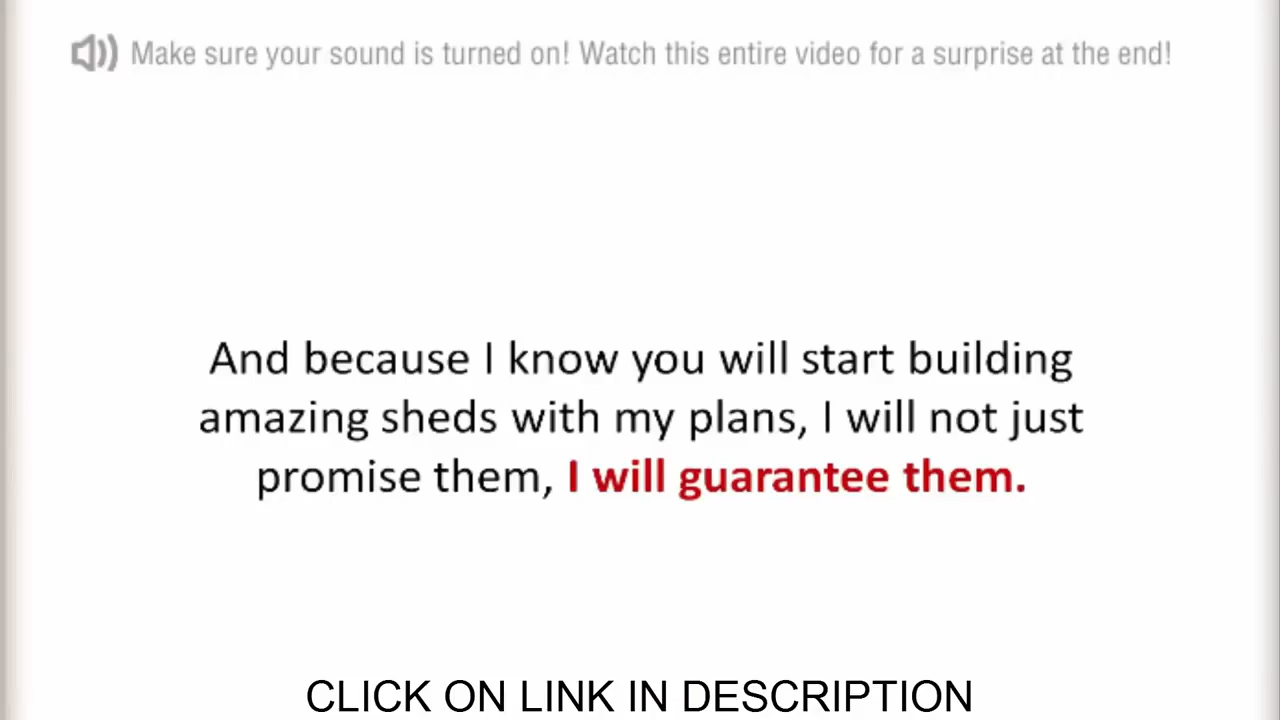 Make sure your sound is turned on! Watch this entire video for a surprise at the end!
And because I know you will start building
amazing sheds with my plans, I will not just
promise them, I will guarantee them.
CLICK ON LINK IN DESCRIPTION